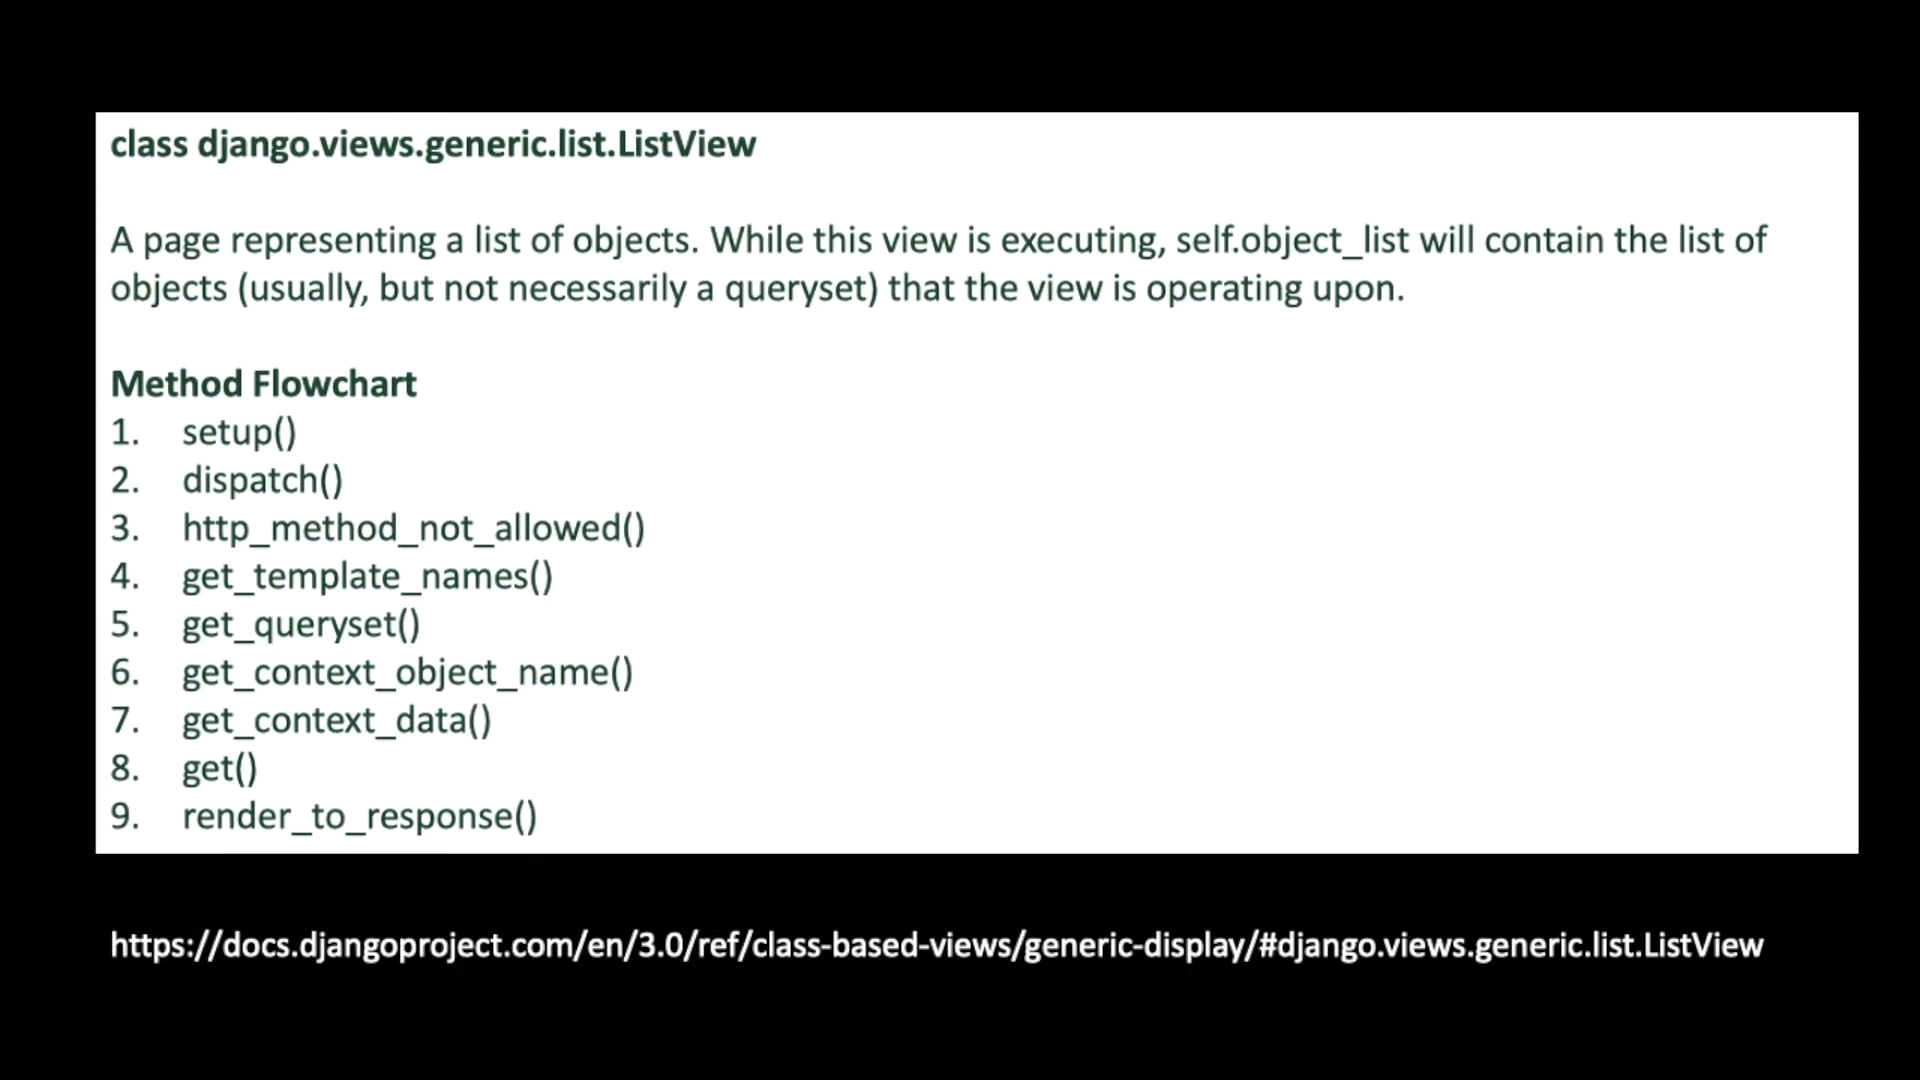 class django.views.generic.list.ListView
A page representing a list of objects. While this view is executing, self.object_list will contain the list of
objects (usually, but not necessarily a queryset) that the view is operating upon.
Method Flowchart
1. setup()
2. dispatch()
3. http_method_not_allowed()
4. get_template_names()
5. get_queryset()
6. get_context_object_name()
7. get_context_data()
8. get()
9. render_to_response()
https://docs.djangoproject.com/en/3.0/ref/class-based-views/generic-display/#django.views.generic.list.ListView